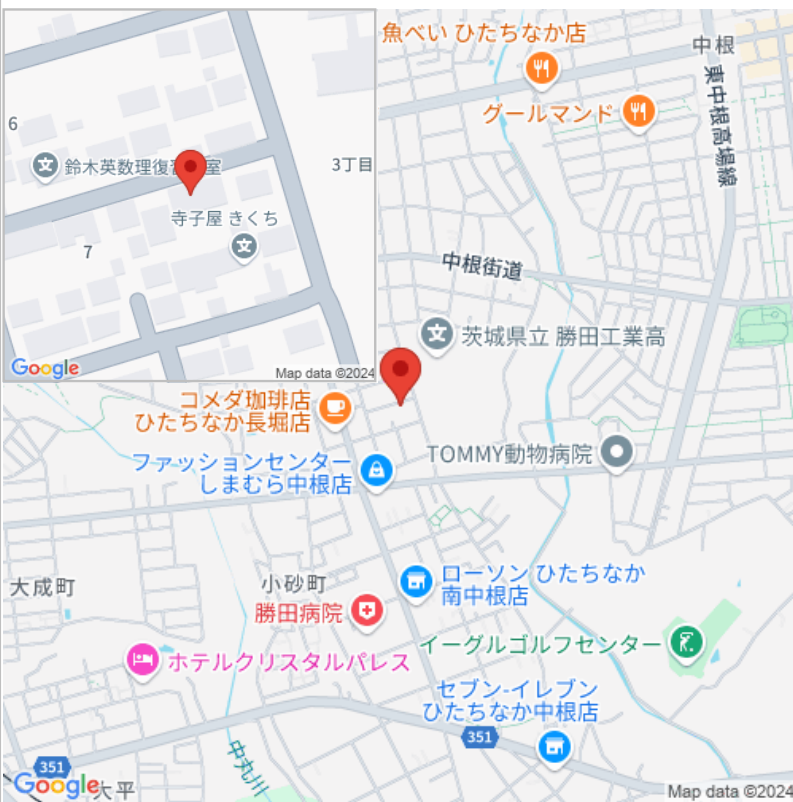 6
鈴木英数理復習教室
3丁目
寺子屋 きくち
7
Google
Map data ©2024
魚べい ひたちなか店
中根
グールマンド
東中根高場線
中根街道
茨城県立 勝田工業高
コメダ珈琲店
ひたちなか長堀店
TOMMY動物病院
ファッションセンター
しまむら中根店
大成町
小砂町
ローソン ひたちなか
南中根店
勝田病院
イーグルゴルフセンター
ホテルクリスタルパレス
セブン-イレブン
ひたちなか中根店
351
351
中丸川
大平
Google
Map data ©2024